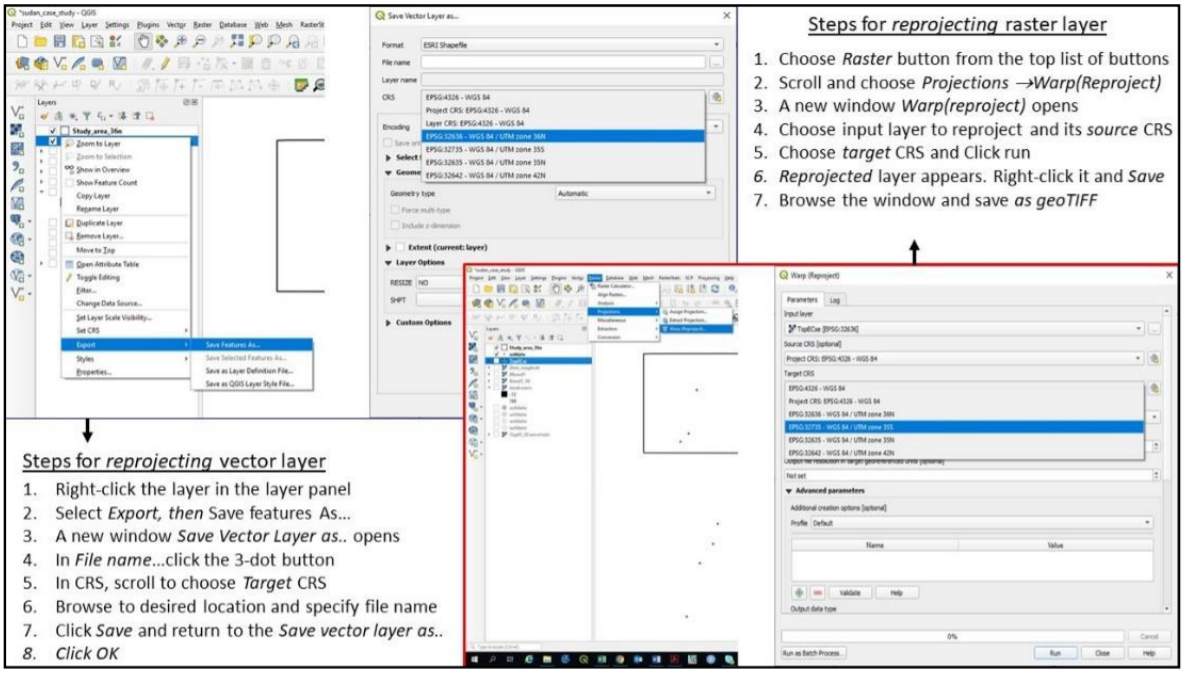 *sudan_case_study - QGIS
Project Edit View Layer Settings Plugins Vector Raster Database Web Mesh RasterSt
Layers
Study_area_36n
Zoom to Layer
Zoom to Selection
Show in Overview
Show Feature Count
Copy Layer
Rename Layer
Duplicate Layer
Remove Layer...
Move to Top
Open Attribute Table
Toggle Editing
Filter...
Change Data Source...
Set Layer Scale Visibility...
Set CRS
Export
Styles
Properties...
Save Features As...
Save Selected Features As...
Save as Layer Definition File...
Save as QGIS Layer Style File...
Save Vector Layer as...
Format ESRI Shapefile
File name
Layer name
CRS EPSG:4326 - WGS 84
Project CRS: EPSG:4326 - WGS 84
Layer CRS: EPSG:4326 - WGS 84
Encoding
EPSG:32636 - WGS 84 / UTM zone 36N
EPSG:32735 - WGS 84 / UTM zone 35S
EPSG:32635 - WGS 84 / UTM zone 35N
EPSG:32642 - WGS 84 / UTM zone 42N
Geometry type Automatic
Force multi-type
Include z-dimension
Extent (current: layer)
Layer Options
RESIZE NO
SHPT
Custom Options
Steps for reprojecting raster layer
1. Choose Raster button from the top list of buttons
2. Scroll and choose Projections →Warp(Reproject)
3. A new window Warp(reproject) opens
4. Choose input layer to reproject and its source CRS
5. Choose target CRS and Click run
6. Reprojected layer appears. Right-click it and Save
7. Browse the window and save as geoTIFF
Steps for reprojecting vector layer
1. Right-click the layer in the layer panel
2. Select Export, then Save features As...
3. A new window Save Vector Layer as.. opens
4. In File name...click the 3-dot button
5. In CRS, scroll to choose Target CRS
6. Browse to desired location and specify file name
7. Click Save and return to the Save vector layer as..
8. Click OK
*sudan_case_study - QGIS
Project Edit View Layer Settings Plugins Vector Raster Database Web Mesh
Raster Calculator...
Align Rasters...
Analysis
Projections
Miscellaneous
Extraction
Conversion
Assign Projection...
Extract Projection...
Warp (Reproject)...
Layers
Study_area_36n
Warp (Reproject)
Parameters Log
Input layer
[EPSG:32636]
Source CRS [optional]
Project CRS: EPSG:4326 - WGS 84
Target CRS
EPSG:4326 - WGS 84
Project CRS: EPSG:4326 - WGS 84
EPSG:32636 - WGS 84 / UTM zone 36N
EPSG:32735 - WGS 84 / UTM zone 35S
EPSG:32635 - WGS 84 / UTM zone 35N
EPSG:32642 - WGS 84 / UTM zone 42N
Output file resolution in target georeferenced units [optional]
Not set
Advanced parameters
Additional creation options [optional]
Profile Default
Name Value
Validate Help
Output data type
0% Cancel
Run as Batch Process... Run Close Help